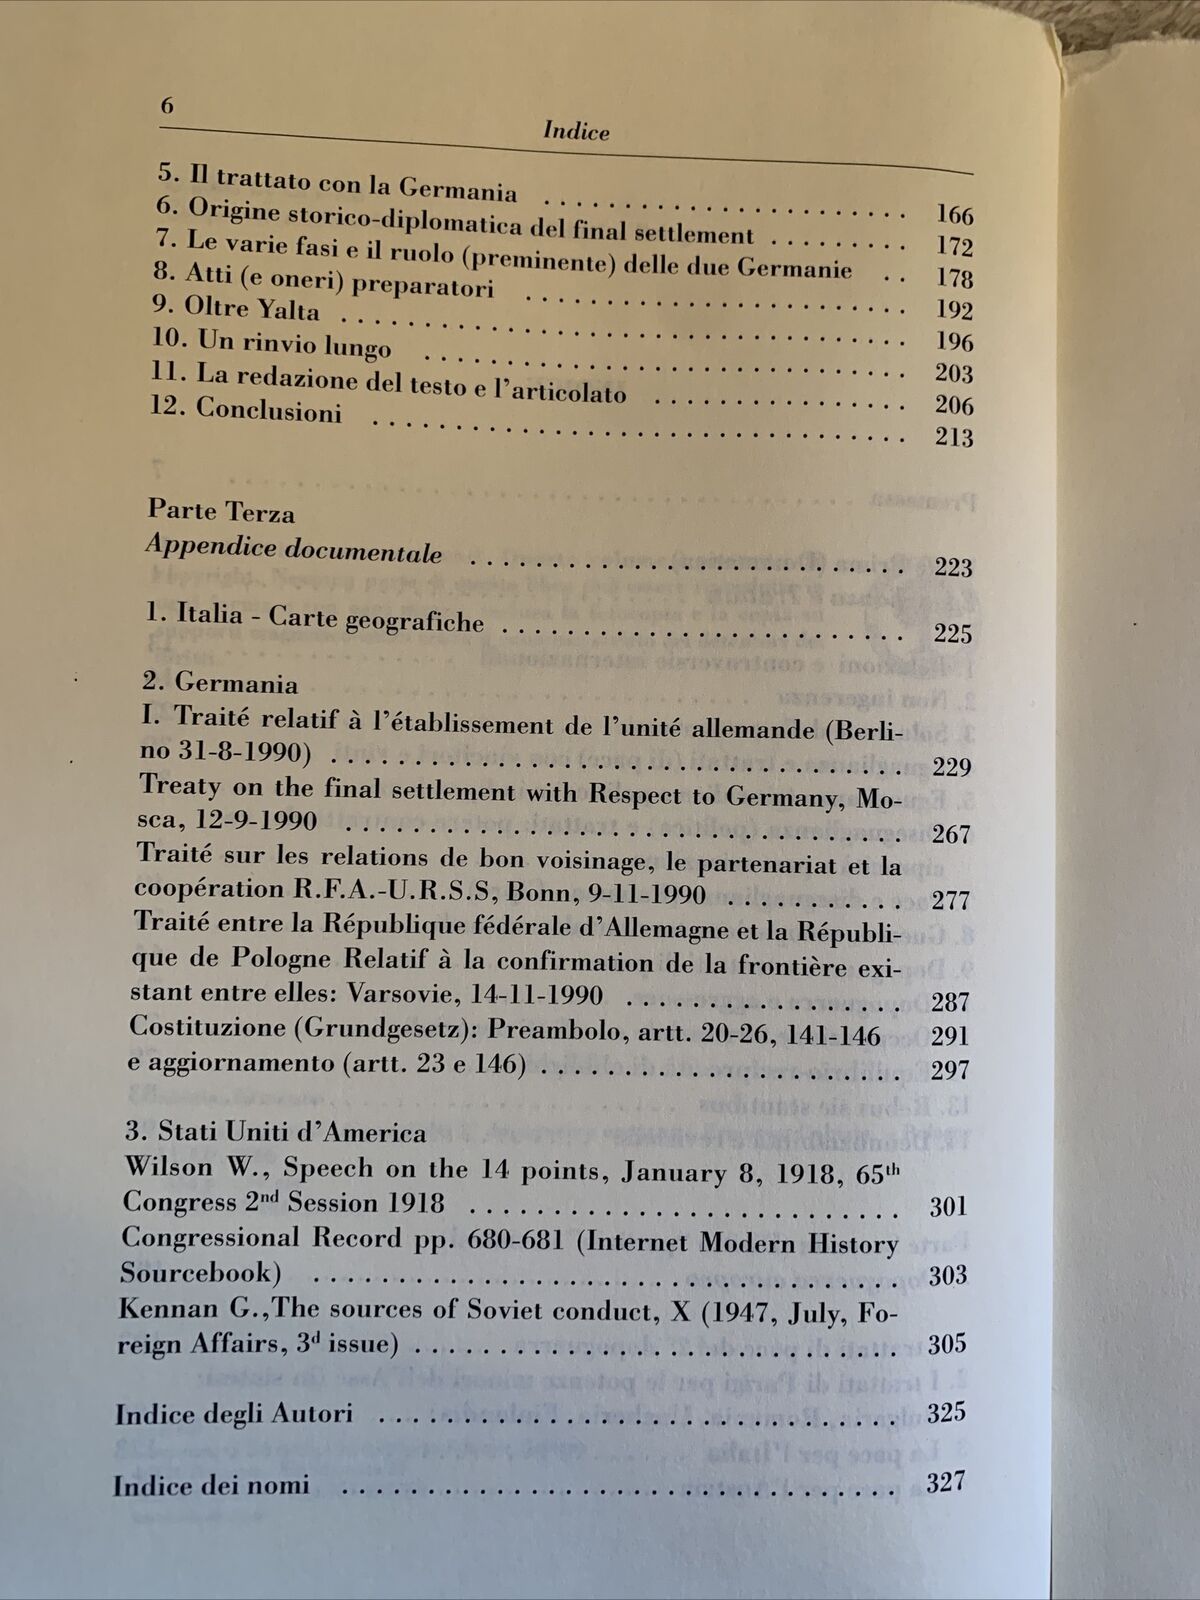 6
Indice
5. Il trattato con la Germania . . . . . . . . . . . . . . . . . . . . . . 166
6. Origine storico-diplomatica del final settlement . . . . . . . . . 172
7. Le varie fasi e il ruolo (preminente) delle due Germanie . . 178
8. Atti (e oneri) preparatori . . . . . . . . . . . . . . . . . . . . . . . 192
9. Oltre Yalta . . . . . . . . . . . . . . . . . . . . . . . . . . . . . . . . . 196
10. Un rinvio lungo . . . . . . . . . . . . . . . . . . . . . . . . . . . . . 203
11. La redazione del testo e l'articolato . . . . . . . . . . . . . . . 206
12. Conclusioni . . . . . . . . . . . . . . . . . . . . . . . . . . . . . . . . 213
Parte Terza
Appendice documentale . . . . . . . . . . . . . . . . . . . . . . . . . . 223
1. Italia - Carte geografiche . . . . . . . . . . . . . . . . . . . . . . . . 225
2. Germania
I. Traité relatif à l'établissement de l'unité allemande (Berli-
no 31-8-1990) . . . . . . . . . . . . . . . . . . . . . . . . . . . . . . . . . . 229
Treaty on the final settlement with Respect to Germany, Mo-
sca, 12-9-1990 . . . . . . . . . . . . . . . . . . . . . . . . . . . . . . . . . . 267
Traité sur les relations de bon voisinage, le partenariat et la
coopération R.F.A.-U.R.S.S, Bonn, 9-11-1990 . . . . . . . . . . . 277
Traité entre la République fédérale d'Allemagne et la Républi-
que de Pologne Relatif à la confirmation de la frontière exi-
stant entre elles: Varsovie, 14-11-1990 . . . . . . . . . . . . . . . . . 287
Costituzione (Grundgesetz): Preambolo, artt. 20-26, 141-146 291
e aggiornamento (artt. 23 e 146) . . . . . . . . . . . . . . . . . . . . . . 297
3. Stati Uniti d'America
Wilson W., Speech on the 14 points, January 8, 1918, 65th
Congress 2nd Session 1918 . . . . . . . . . . . . . . . . . . . . . . . . . . 301
Congressional Record pp. 680-681 (Internet Modern History
Sourcebook) . . . . . . . . . . . . . . . . . . . . . . . . . . . . . . . . . . . . 303
Kennan G.,The sources of Soviet conduct, X (1947, July, Fo-
reign Affairs, 3d issue) . . . . . . . . . . . . . . . . . . . . . . . . . . . . . 305
Indice degli Autori . . . . . . . . . . . . . . . . . . . . . . . . . . . . . . . 325
Indice dei nomi . . . . . . . . . . . . . . . . . . . . . . . . . . . . . . . . . 327